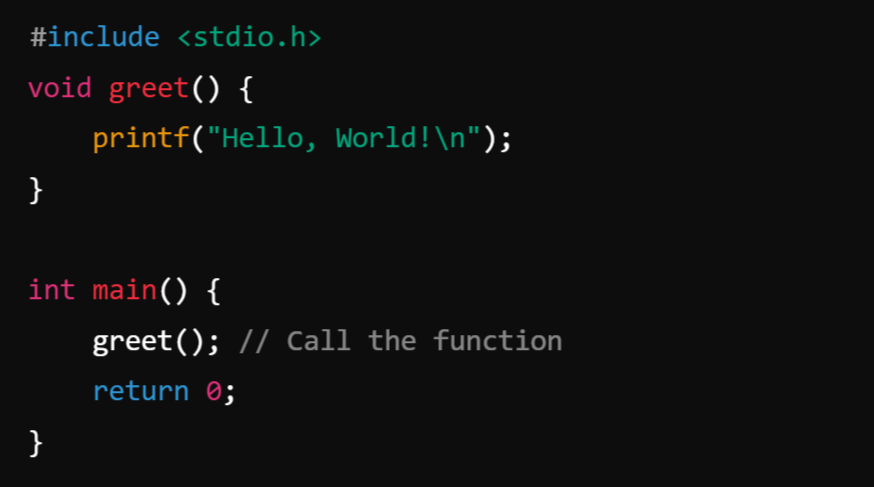 #include <stdio.h>
void greet() {
    printf("Hello, World!\n");
}
int main() {
    greet(); // Call the function
    return 0;
}